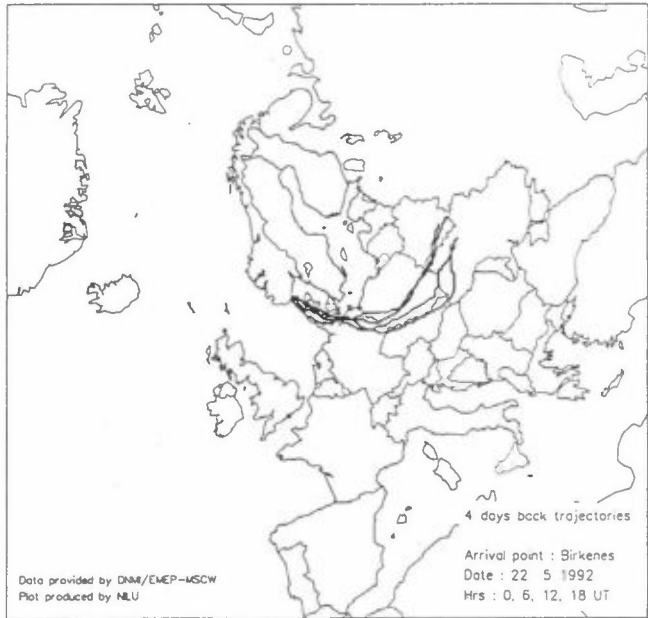 4 days back trajectories
Arrival point : Birkenes
Date : 22 5 1992
Hrs : 0, 6, 12, 18 UT
Data provided by DNMI/EMEP-MSCW
Plot produced by NILU